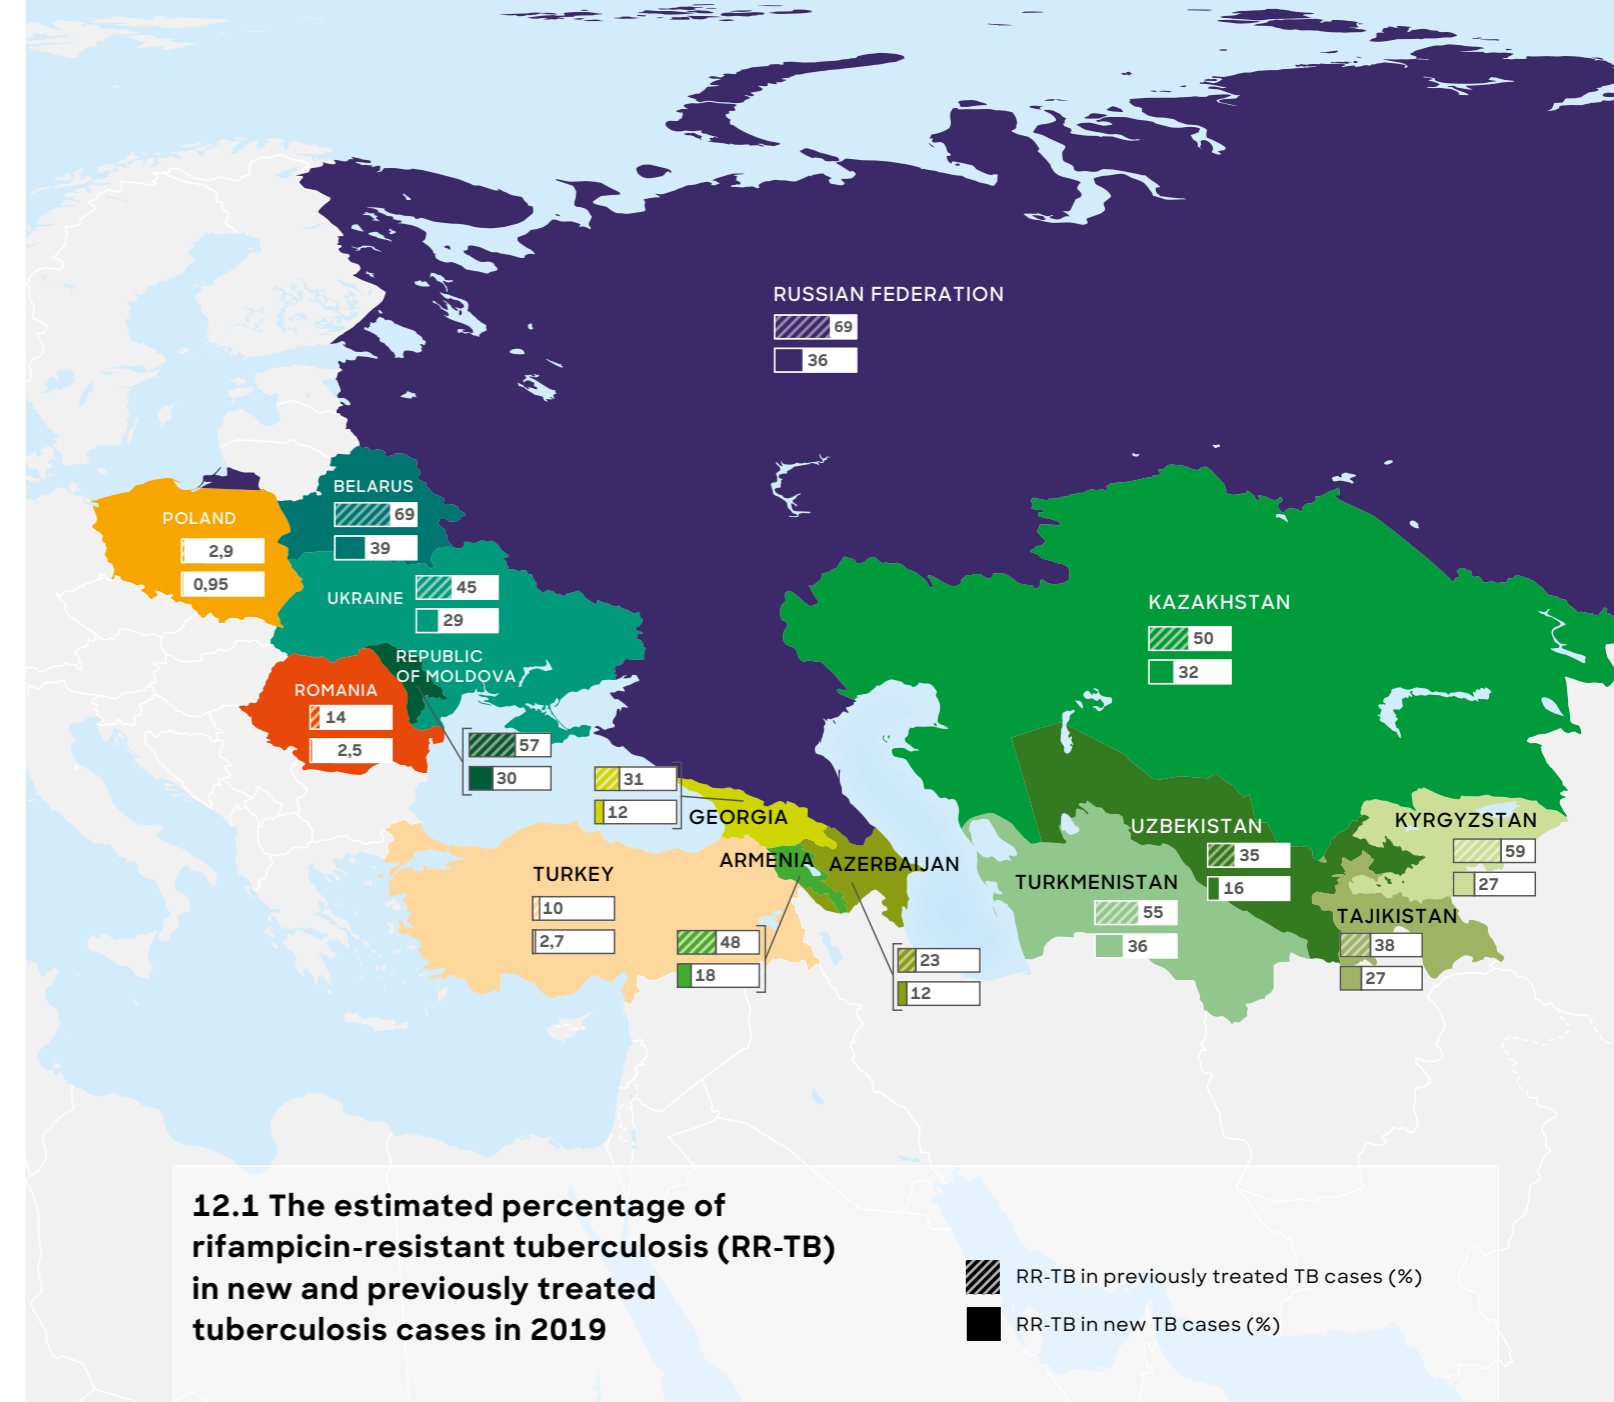 RUSSIAN FEDERATION
69
36
BELARUS
69
39
POLAND
2,9
0,95
UKRAINE
45
29
KAZAKHSTAN
50
32
REPUBLIC
OF MOLDOVA
57
30
ROMANIA
14
2,5
31
12
GEORGIA
ARMENIA
48
18
AZERBAIJAN
23
12
TURKEY
10
2,7
UZBEKISTAN
35
16
KYRGYZSTAN
59
27
TURKMENISTAN
55
36
TAJIKISTAN
38
27
12.1 The estimated percentage of
rifampicin-resistant tuberculosis (RR-TB)
in new and previously treated
tuberculosis cases in 2019
RR-TB in previously treated TB cases (%)
RR-TB in new TB cases (%)